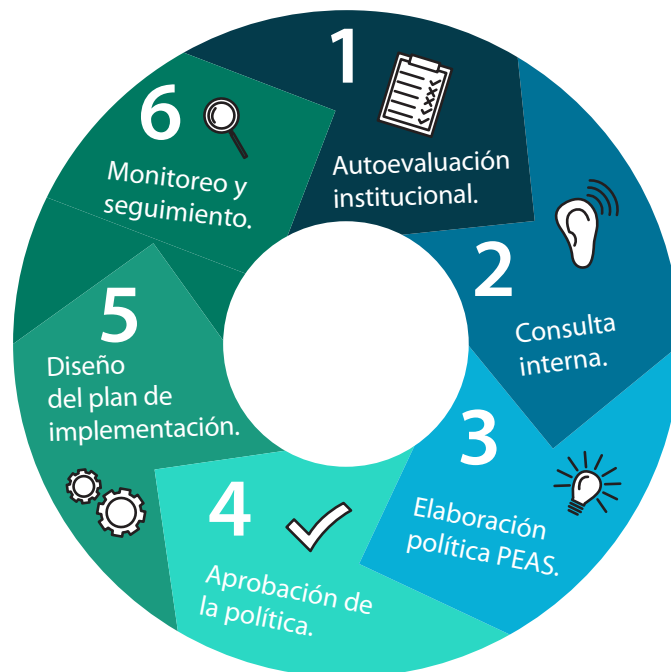 1
Autoevaluación
institucional.
2
Consulta
interna.
3
Elaboración
política PEAS.
4
Aprobación de
la política.
5
Diseño
del plan de
implementación.
6
Monitoreo y
seguimiento.